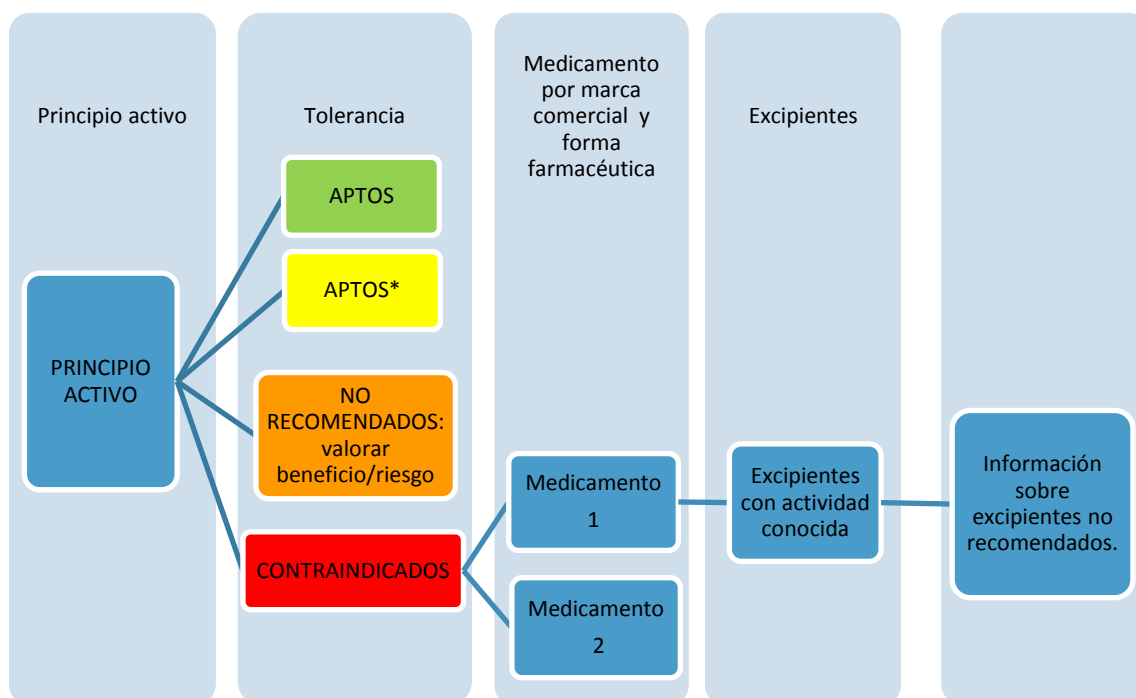 Principio activo
Tolerancia
Medicamento
por marca
comercial y
forma
farmacéutica
Excipientes
PRINCIPIO
ACTIVO
APTOS
APTOS*
NO
RECOMENDADOS:
valorar
beneficio/riesgo
CONTRAINDICADOS
Medicamento
1
Medicamento
2
Excipientes
con actividad
conocida
Información
sobre
excipientes no
recomendados.